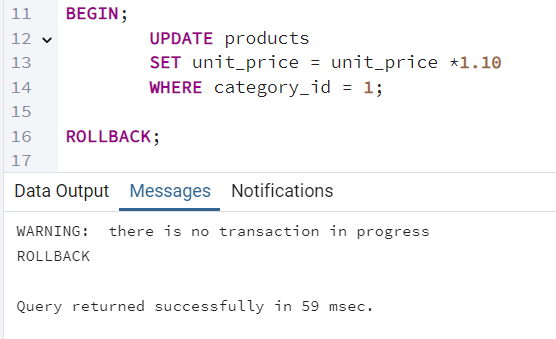 11 BEGIN;
12 UPDATE products
13 SET unit_price = unit_price *1.10
14 WHERE category_id = 1;
15
16 ROLLBACK;
17
Data Output Messages Notifications
WARNING: there is no transaction in progress
ROLLBACK
Query returned successfully in 59 msec.